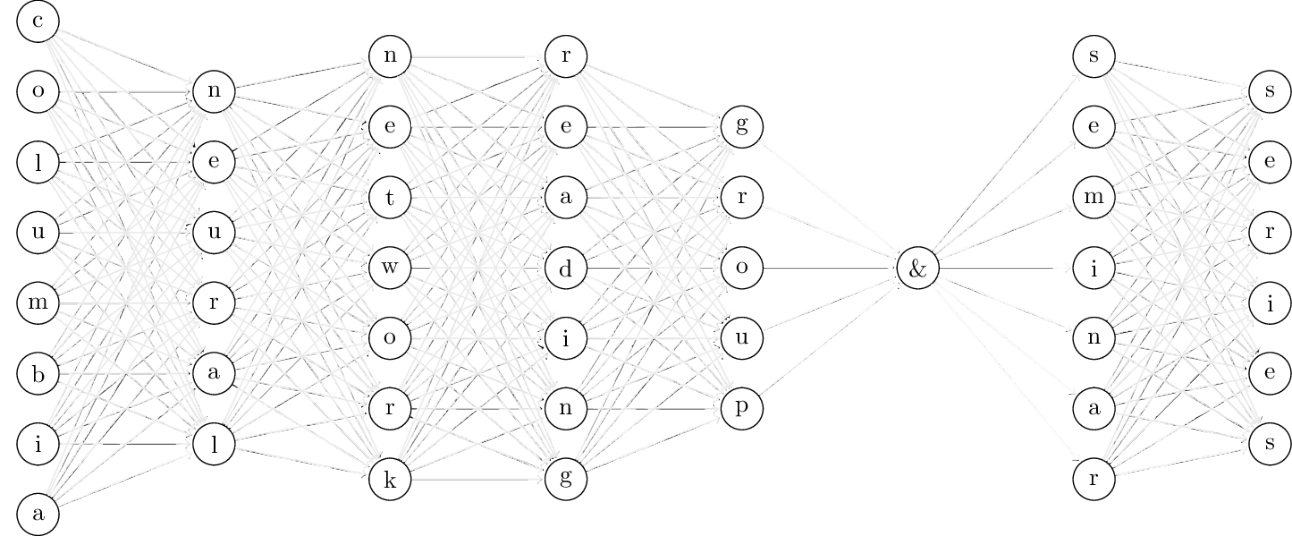 columbia
neural
network
reading
group
&
seminar
series